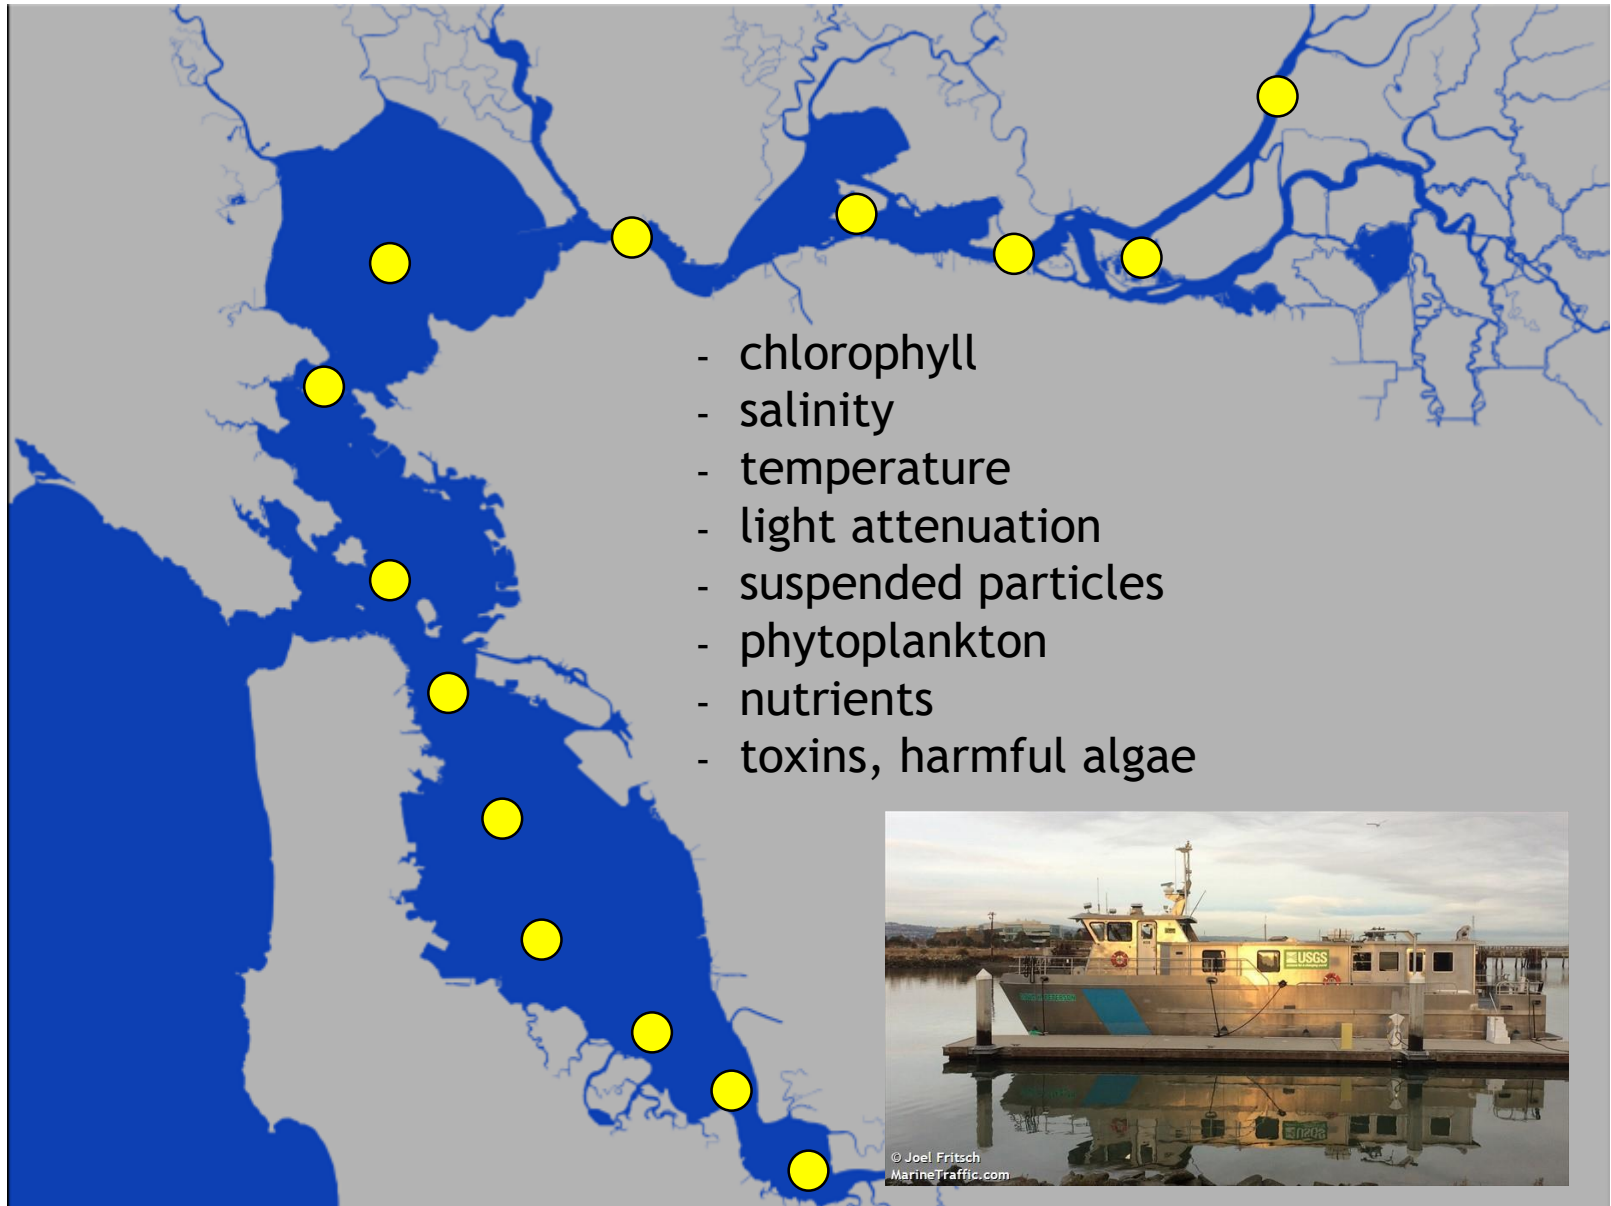 - chlorophyll
- salinity
- temperature
- light attenuation
- suspended particles
- phytoplankton
- nutrients
- toxins, harmful algae
USGS
© Joel Fritsch
MarineTraffic.com